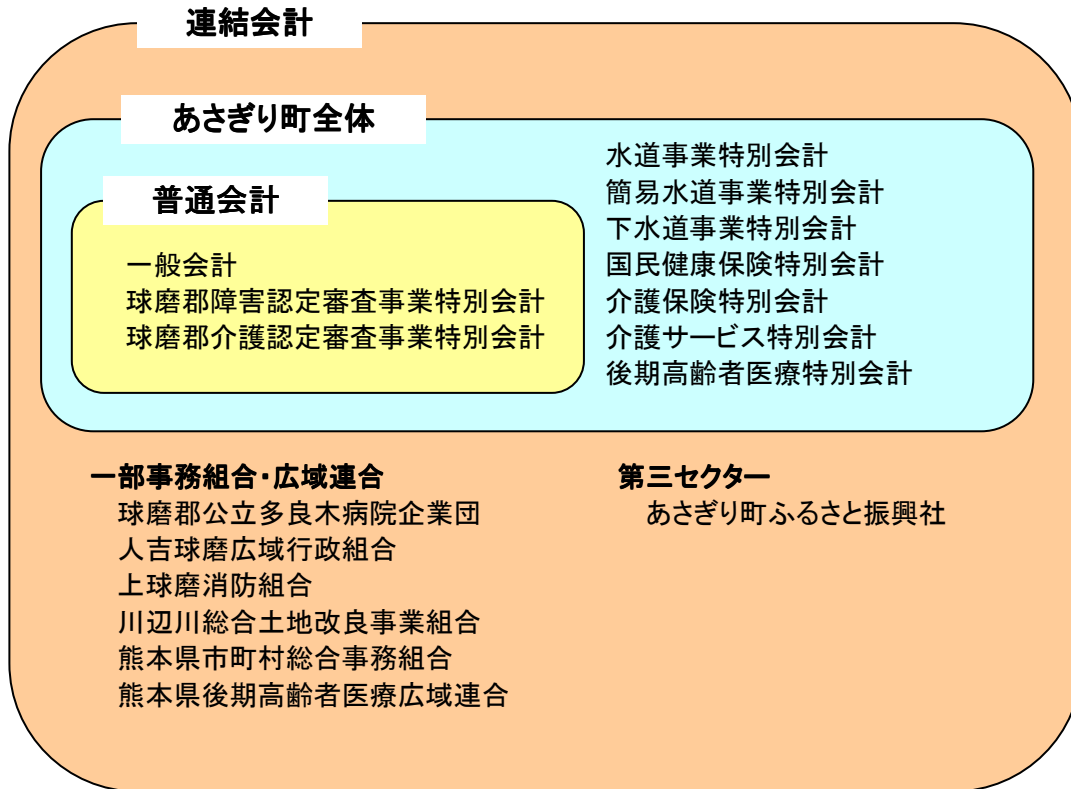 連結会計
あさぎり町全体
普通会計
一般会計
球磨郡障害認定審査事業特別会計
球磨郡介護認定審査事業特別会計
水道事業特別会計
簡易水道事業特別会計
下水道事業特別会計
国民健康保険特別会計
介護保険特別会計
介護サービス特別会計
後期高齢者医療特別会計
一部事務組合・広域連合
球磨郡公立多良木病院企業団
人吉球磨広域行政組合
上球磨消防組合
川辺川総合土地改良事業組合
熊本県市町村総合事務組合
熊本県後期高齢者医療広域連合
第三セクター
あさぎり町ふるさと振興社